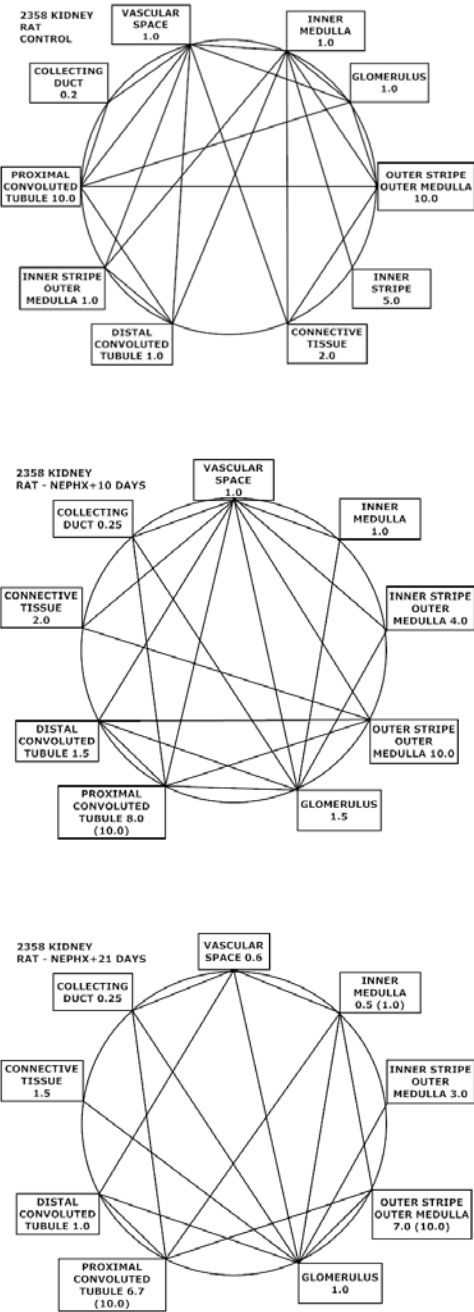 2358 KIDNEY
RAT
CONTROL
VASCULAR
SPACE
1.0
INNER
MEDULLA
1.0
COLLECTING
DUCT
0.2
GLOMERULUS
1.0
PROXIMAL
CONVOLUTED
TUBULE 10.0
OUTER STRIPE
OUTER MEDULLA
10.0
INNER STRIPE
OUTER
MEDULLA 1.0
INNER
STRIPE
5.0
DISTAL
CONVOLUTED
TUBULE 1.0
CONNECTIVE
TISSUE
2.0
2358 KIDNEY
RAT - NEPHX+10 DAYS
VASCULAR
SPACE
1.0
COLLECTING
DUCT 0.25
INNER
MEDULLA
1.0
CONNECTIVE
TISSUE
2.0
INNER STRIPE
OUTER
MEDULLA 4.0
DISTAL
CONVOLUTED
TUBULE 1.5
OUTER STRIPE
OUTER
MEDULLA 10.0
PROXIMAL
CONVOLUTED
TUBULE 8.0
(10.0)
GLOMERULUS
1.5
2358 KIDNEY
RAT - NEPHX+21 DAYS
VASCULAR
SPACE 0.6
COLLECTING
DUCT 0.25
INNER
MEDULLA
0.5 (1.0)
CONNECTIVE
TISSUE
1.5
INNER STRIPE
OUTER
MEDULLA 3.0
DISTAL
CONVOLUTED
TUBULE 1.0
OUTER STRIPE
OUTER MEDULLA
7.0 (10.0)
PROXIMAL
CONVOLUTED
TUBULE 6.7
(10.0)
GLOMERULUS
1.0